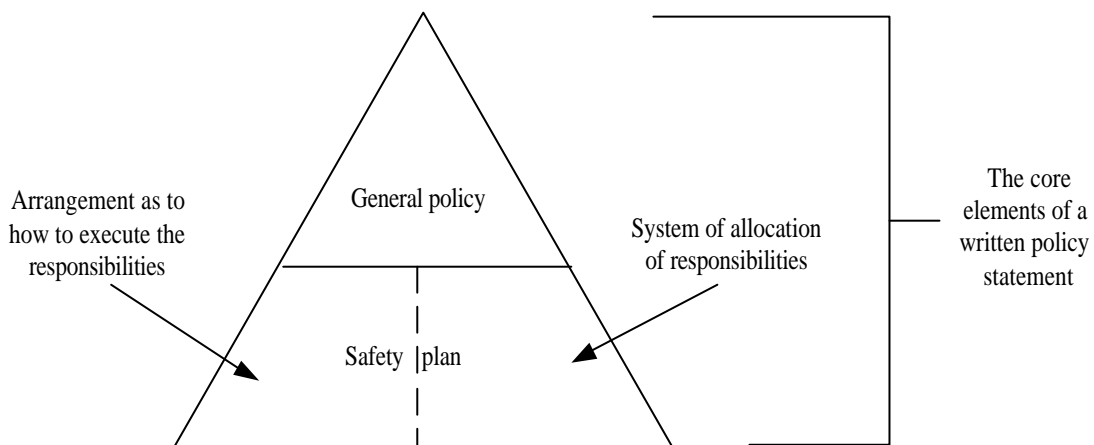 General policy
Arrangement as to
how to execute the
responsibilities
System of allocation
of responsibilities
The core
elements of a
written policy
statement
Safety plan